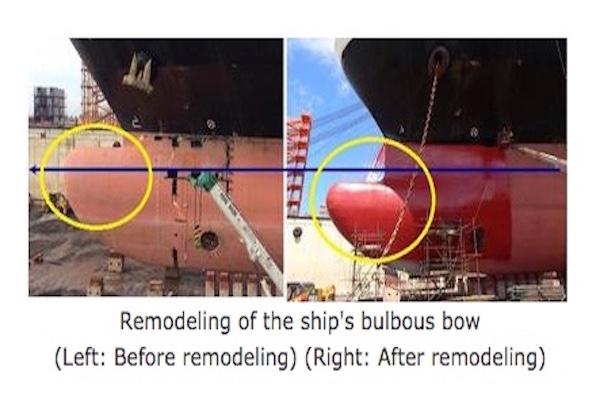 Remodeling of the ship's bulbous bow
(Left: Before remodeling) (Right: After remodeling)